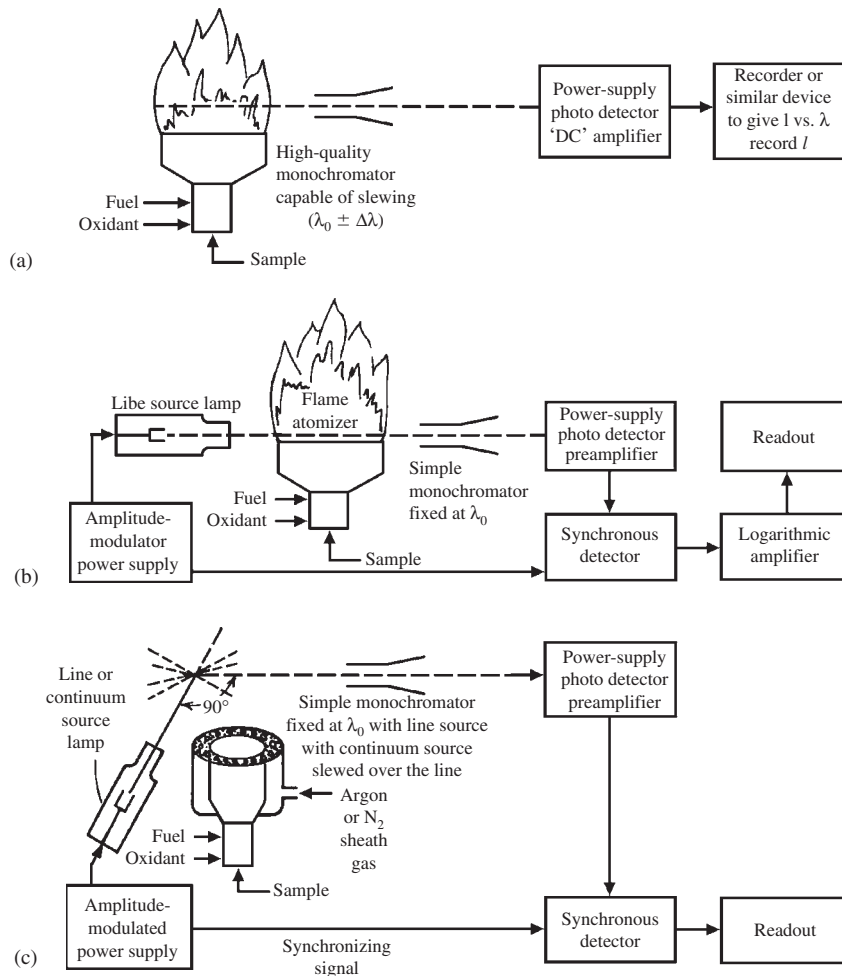 Power-supply
photo detector
‘DC’ amplifier
Recorder or
similar device
to give l vs. λ
record l
High-quality
monochromator
capable of slewing
(λ₀ ± Δλ)
Fuel
Oxidant
Sample
(a)
Libe source lamp
Flame
atomizer
Simple
monochromator
fixed at λ₀
Power-supply
photo detector
preamplifier
Readout
Fuel
Oxidant
Sample
Amplitude-
modulator
power supply
Synchronous
detector
Logarithmic
amplifier
(b)
Line or
continuum
source
lamp
90°
Simple monochromator
fixed at λ₀ with line source
with continuum source
slewed over the line
Power-supply
photo detector
preamplifier
Argon
or N₂
sheath
gas
Fuel
Oxidant
Sample
Amplitude-
modulated
power supply
Synchronizing
signal
Synchronous
detector
Readout
(c)